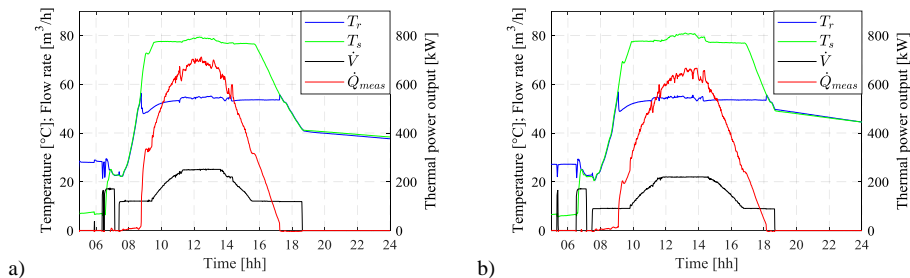 Temperature [°C]; Flow rate [m³/h]
80
60
40
20
0
06 08 10 12 14 16 18 20 22 24
Time [hh]
800
600
400
200
0
Thermal power output [kW]
T_r
T_s
V̇
Q̇_meas
a)
Temperature [°C]; Flow rate [m³/h]
80
60
40
20
0
06 08 10 12 14 16 18 20 22 24
Time [hh]
800
600
400
200
0
Thermal power output [kW]
T_r
T_s
V̇
Q̇_meas
b)